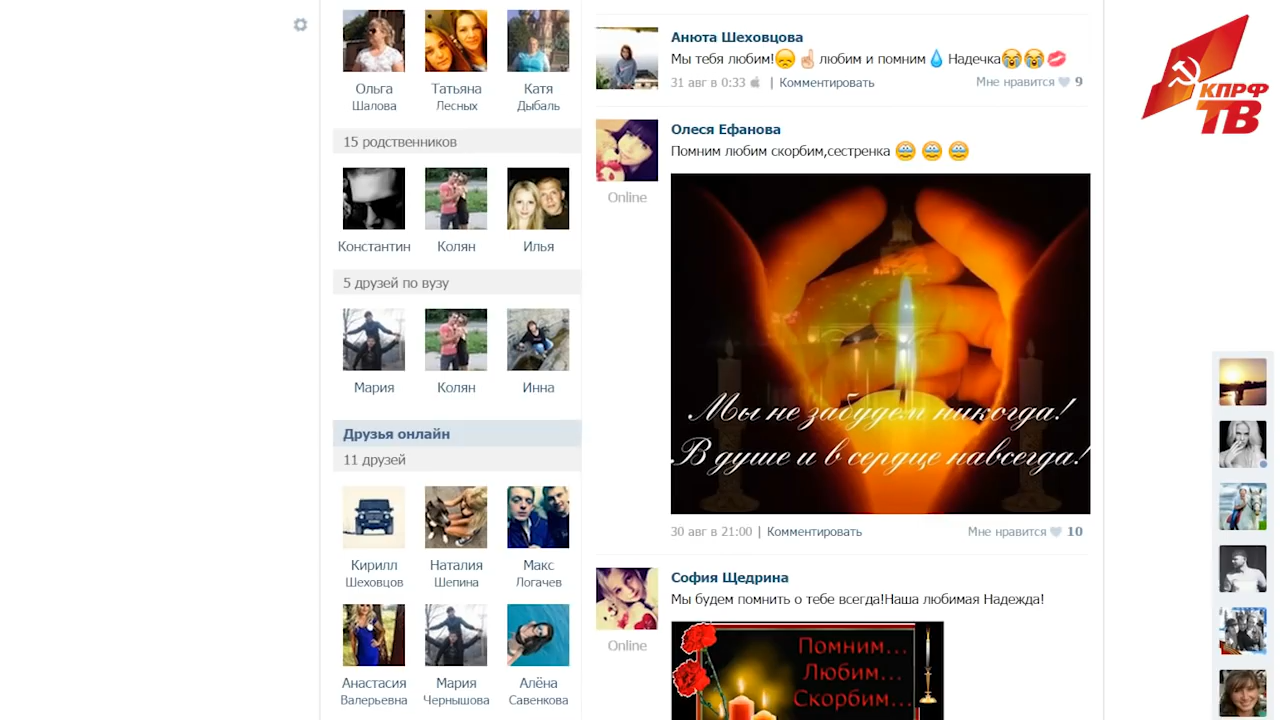 Ольга
Шалова
Татьяна
Лесных
Катя
Дыбаль
15 родственников
Константин
Колян
Илья
5 друзей по вузу
Мария
Колян
Инна
Друзья онлайн
11 друзей
Кирилл
Шеховцов
Наталия
Шепина
Макс
Логачев
Анастасия
Валерьевна
Мария
Чернышова
Алёна
Савенкова
Анюта Шеховцова
Мы тебя любим!😞☝любим и помним💧Надечка😭😭💋
31 авг в 0:33 | Комментировать
Мне нравится 9
Олеся Ефанова
Помним любим скорбим,сестренка
Online
Мы не забудем никогда!
В душе и в сердце навсегда!
30 авг в 21:00 | Комментировать
Мне нравится 10
София Щедрина
Мы будем помнить о тебе всегда!Наша любимая Надежда!
Online
Помним...
Любим...
Скорбим...
КПРФ
ТВ